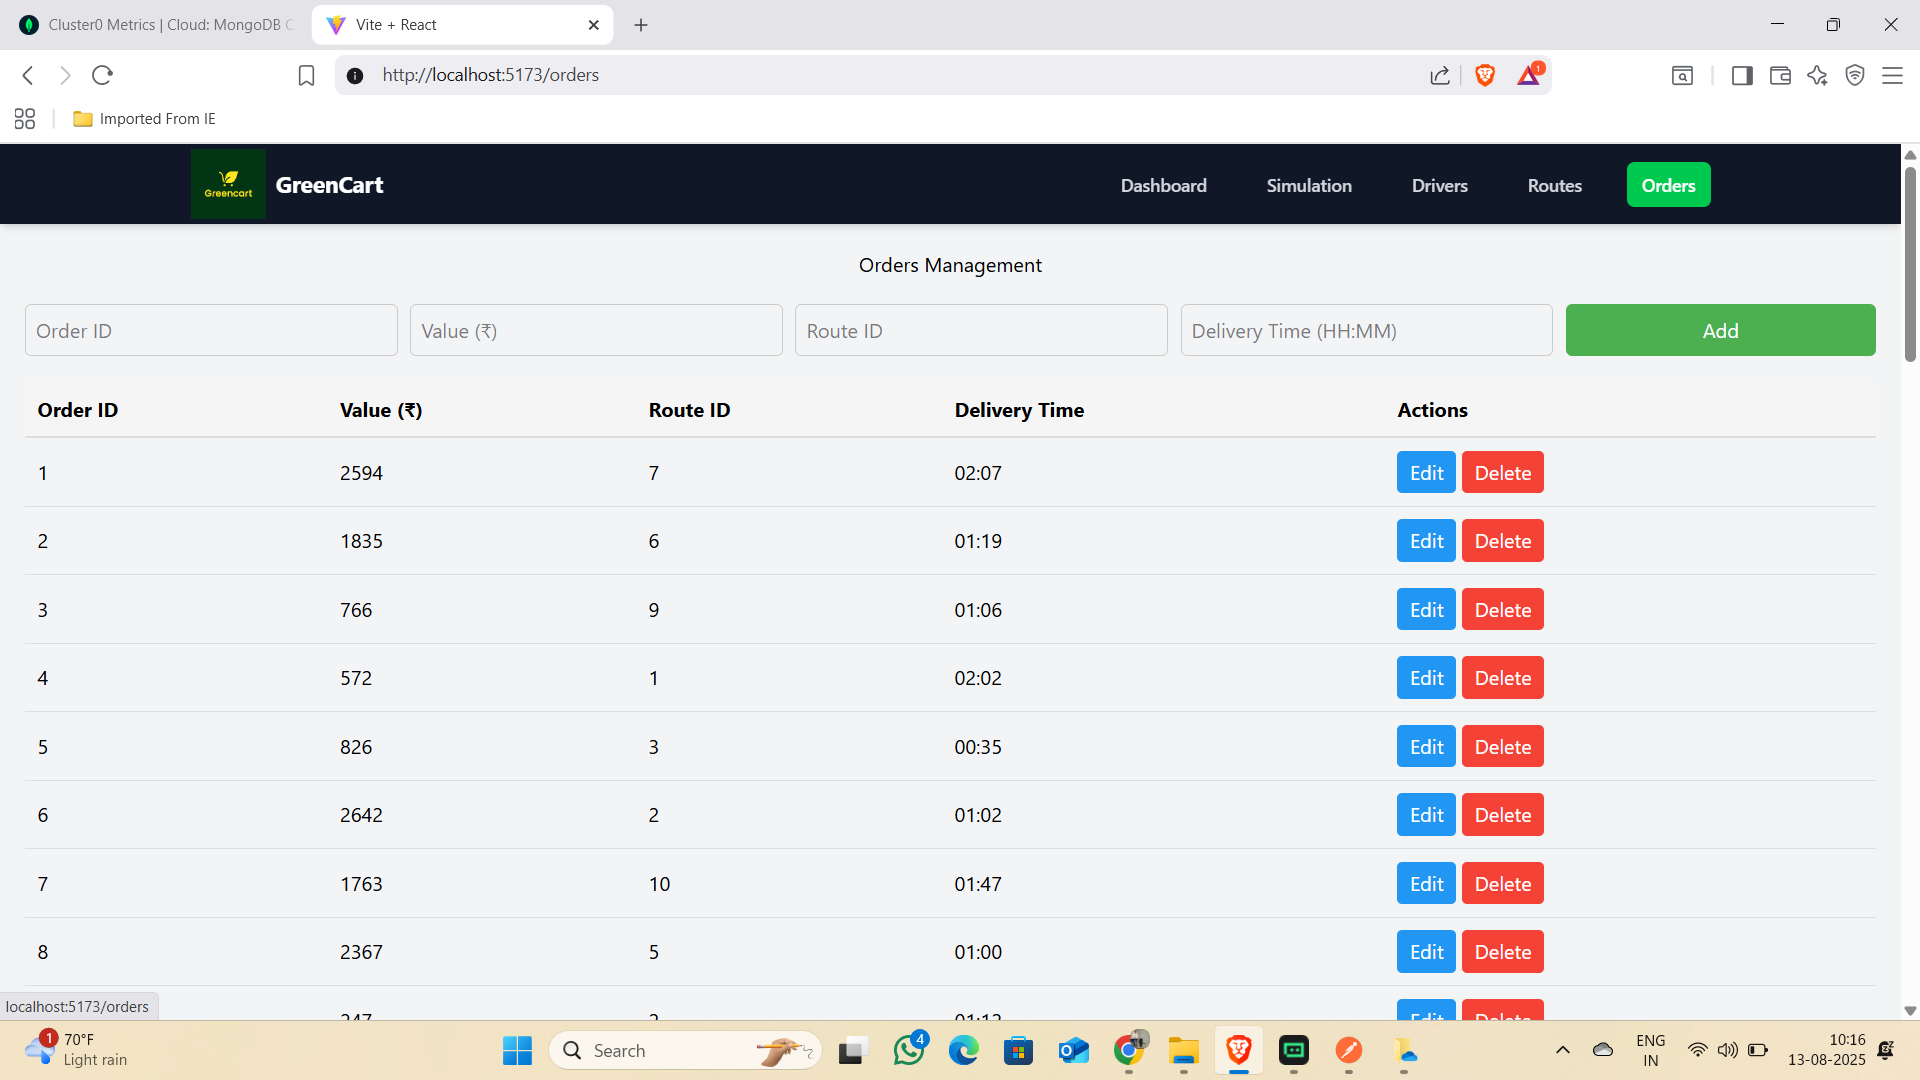 Cluster0 Metrics | Cloud: MongoDB C
Vite + React
http://localhost:5173/orders
1
Imported From IE
Greencart
GreenCart
Dashboard
Simulation
Drivers
Routes
Orders
Orders Management
Order ID
Value (₹)
Route ID
Delivery Time (HH:MM)
Add
Order ID Value (₹) Route ID Delivery Time Actions
1 2594 7 02:07 Edit Delete
2 1835 6 01:19 Edit Delete
3 766 9 01:06 Edit Delete
4 572 1 02:02 Edit Delete
5 826 3 00:35 Edit Delete
6 2642 2 01:02 Edit Delete
7 1763 10 01:47 Edit Delete
8 2367 5 01:00 Edit Delete
Edit Delete
localhost:5173/orders
1
70°F
Light rain
Search
4
ENG
IN
10:16
13-08-2025